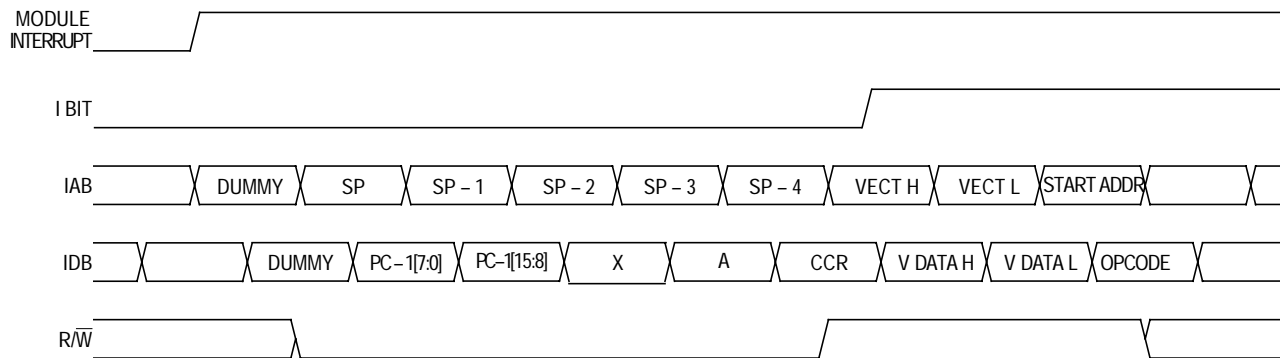 MODULE
INTERRUPT
I BIT
IAB DUMMY SP SP – 1 SP – 2 SP – 3 SP – 4 VECT H VECT L START ADDR
IDB DUMMY PC – 1[7:0] PC–1[15:8] X A CCR V DATA H V DATA L OPCODE
R/W̅